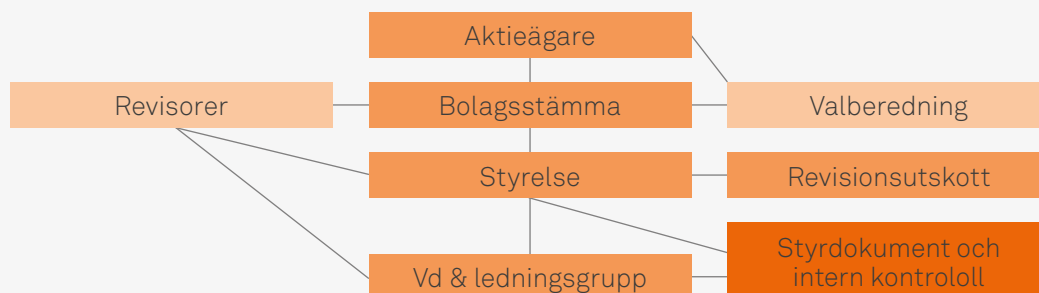 Aktieägare
Revisorer
Bolagsstämma
Valberedning
Styrelse
Revisionsutskott
Vd & ledningsgrupp
Styrdokument och
intern kontrololl